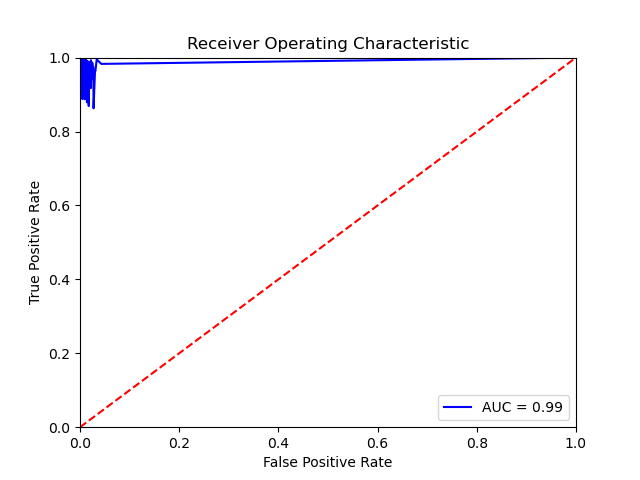 Receiver Operating Characteristic
1.0
0.8
0.6
0.4
0.2
0.0
True Positive Rate
0.0 0.2 0.4 0.6 0.8 1.0
False Positive Rate
AUC = 0.99